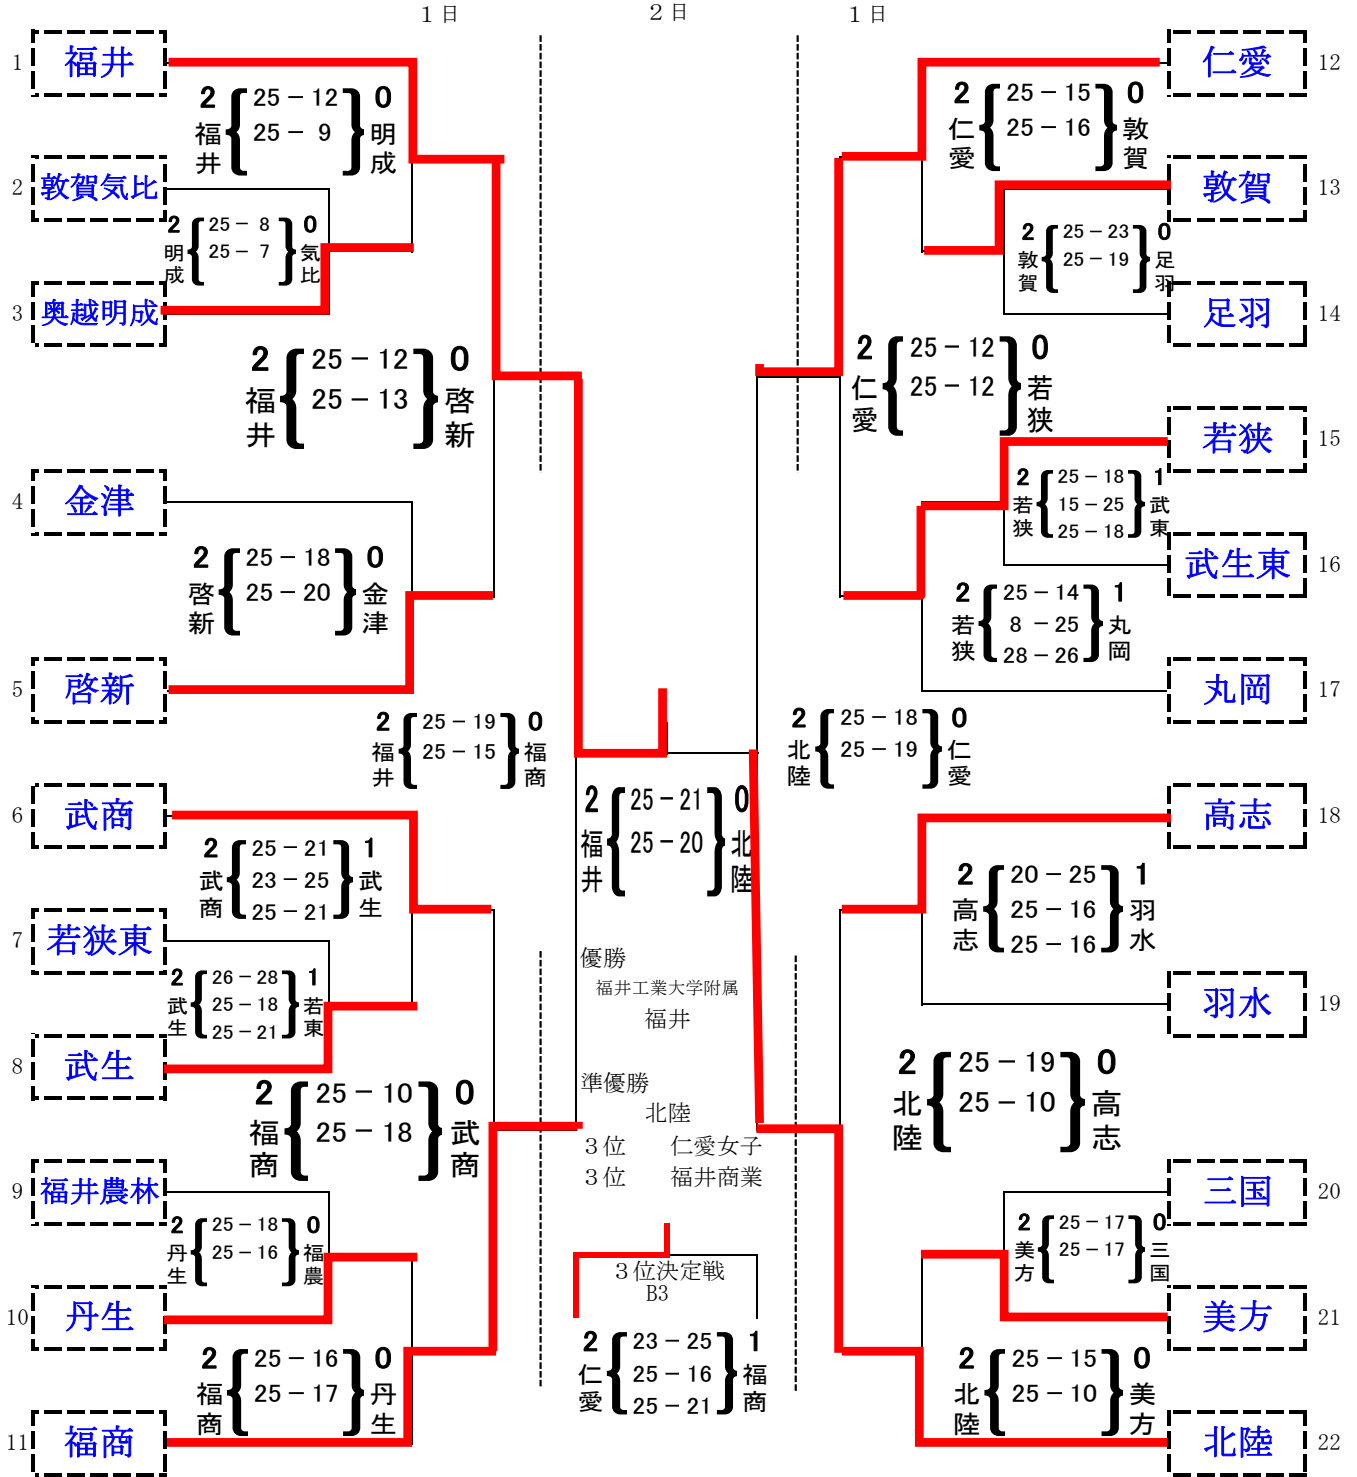 1日
2日
1日
1 福井
2 敦賀気比
3 奥越明成
4 金津
5 啓新
6 武商
7 若狭東
8 武生
9 福井農林
10 丹生
11 福商
仁愛 12
敦賀 13
足羽 14
若狭 15
武生東 16
丸岡 17
高志 18
羽水 19
三国 20
美方 21
北陸 22
2 福井 { 25－12 25－9 } 0 明成
2 明成 { 25－8 25－7 } 0 気比
2 福井 { 25－12 25－13 } 0 啓新
2 啓新 { 25－18 25－20 } 0 金津
2 福井 { 25－19 25－15 } 0 福商
2 武商 { 25－21 23－25 25－21 } 1 武生
2 武生 { 26－28 25－18 25－21 } 1 若東
2 福商 { 25－10 25－18 } 0 武商
2 丹生 { 25－18 25－16 } 0 福農
2 福商 { 25－16 25－17 } 0 丹生
2 仁愛 { 25－15 25－16 } 0 敦賀
2 敦賀 { 25－23 25－19 } 0 足羽
2 仁愛 { 25－12 25－12 } 0 若狭
2 若狭 { 25－18 15－25 25－18 } 1 武東
2 若狭 { 25－14 8－25 28－26 } 1 丸岡
2 北陸 { 25－18 25－19 } 0 仁愛
2 高志 { 20－25 25－16 25－16 } 1 羽水
2 北陸 { 25－19 25－10 } 0 高志
2 美方 { 25－17 25－17 } 0 三国
2 北陸 { 25－15 25－10 } 0 美方
2 福井 { 25－21 25－20 } 0 北陸
優勝
福井工業大学附属
福井
準優勝
北陸
3位 仁愛女子
3位 福井商業
3位決定戦
B3
2 仁愛 { 23－25 25－16 25－21 } 1 福商